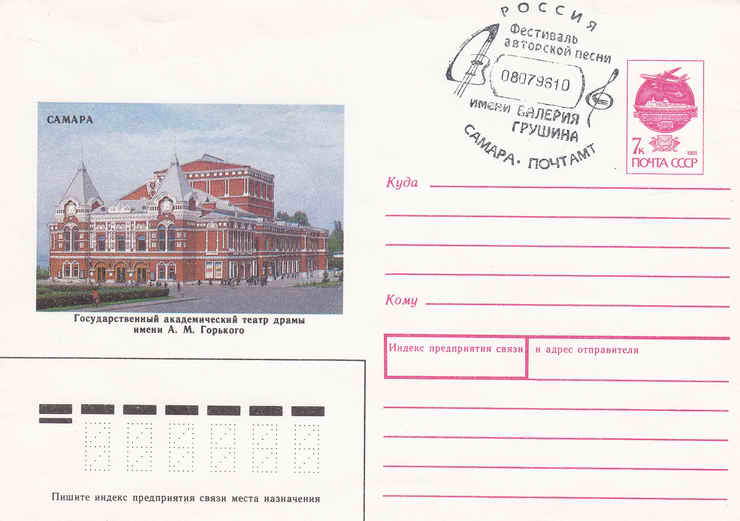 САМАРА
Государственный академический театр драмы
имени А. М. Горького
РОССИЯ
Фестиваль
авторской песни
08079810
имени ВАЛЕРИЯ
ГРУШИНА
САМАРА · ПОЧТАМТ
7к
1991
ПОЧТА СССР
Куда
Кому
Индекс предприятия связи и адрес отправителя
Пишите индекс предприятия связи места назначения